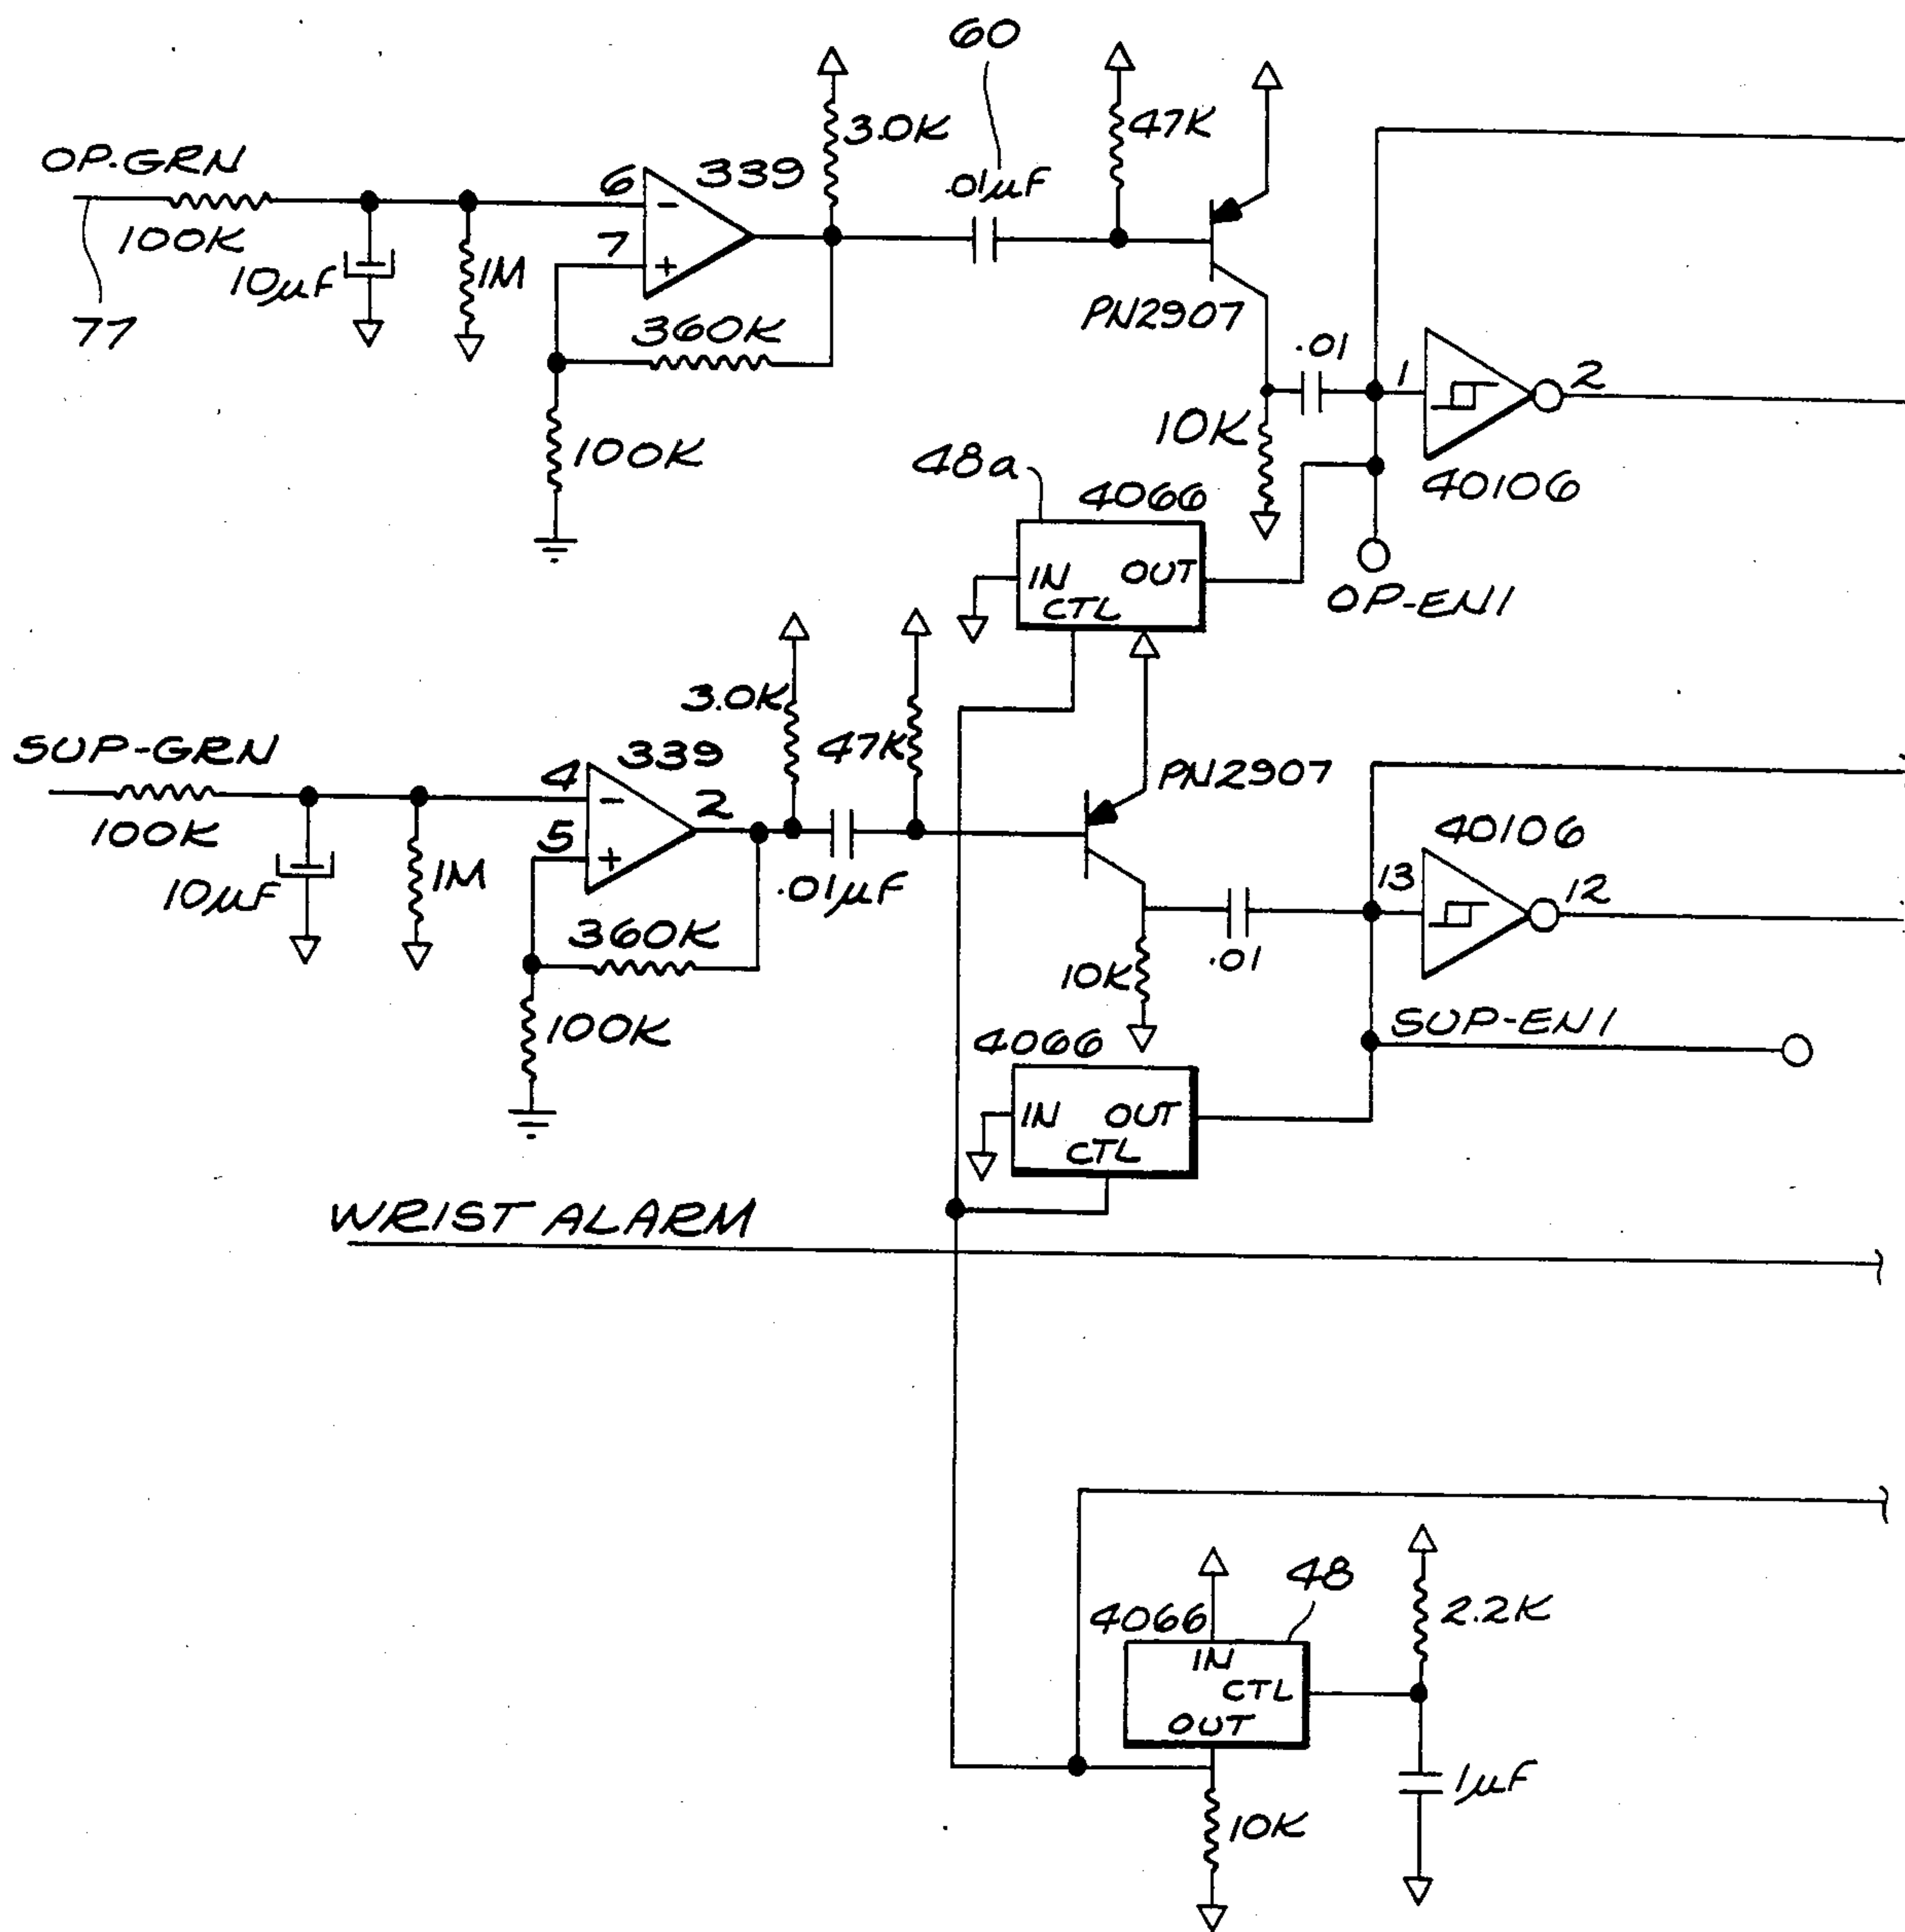 60
3.0K
47K
OP-GRN
6
339
.01µF
100K
7
-
+
10µF
1M
77
360K
PN2907
.01
1
2
10K
100K
48a
4066
40106
IN OUT
CTL
OP-EN1
3.0K
SUP-GRN
339
47K
4
2
PN2907
100K
5
-
+
40106
10µF
1M
.01µF
13
12
360K
10K
.01
100K
SUP-EN1
4066
IN OUT
CTL
WRIST ALARM
48
4066
2.2K
IN
CTL
OUT
1µF
10K